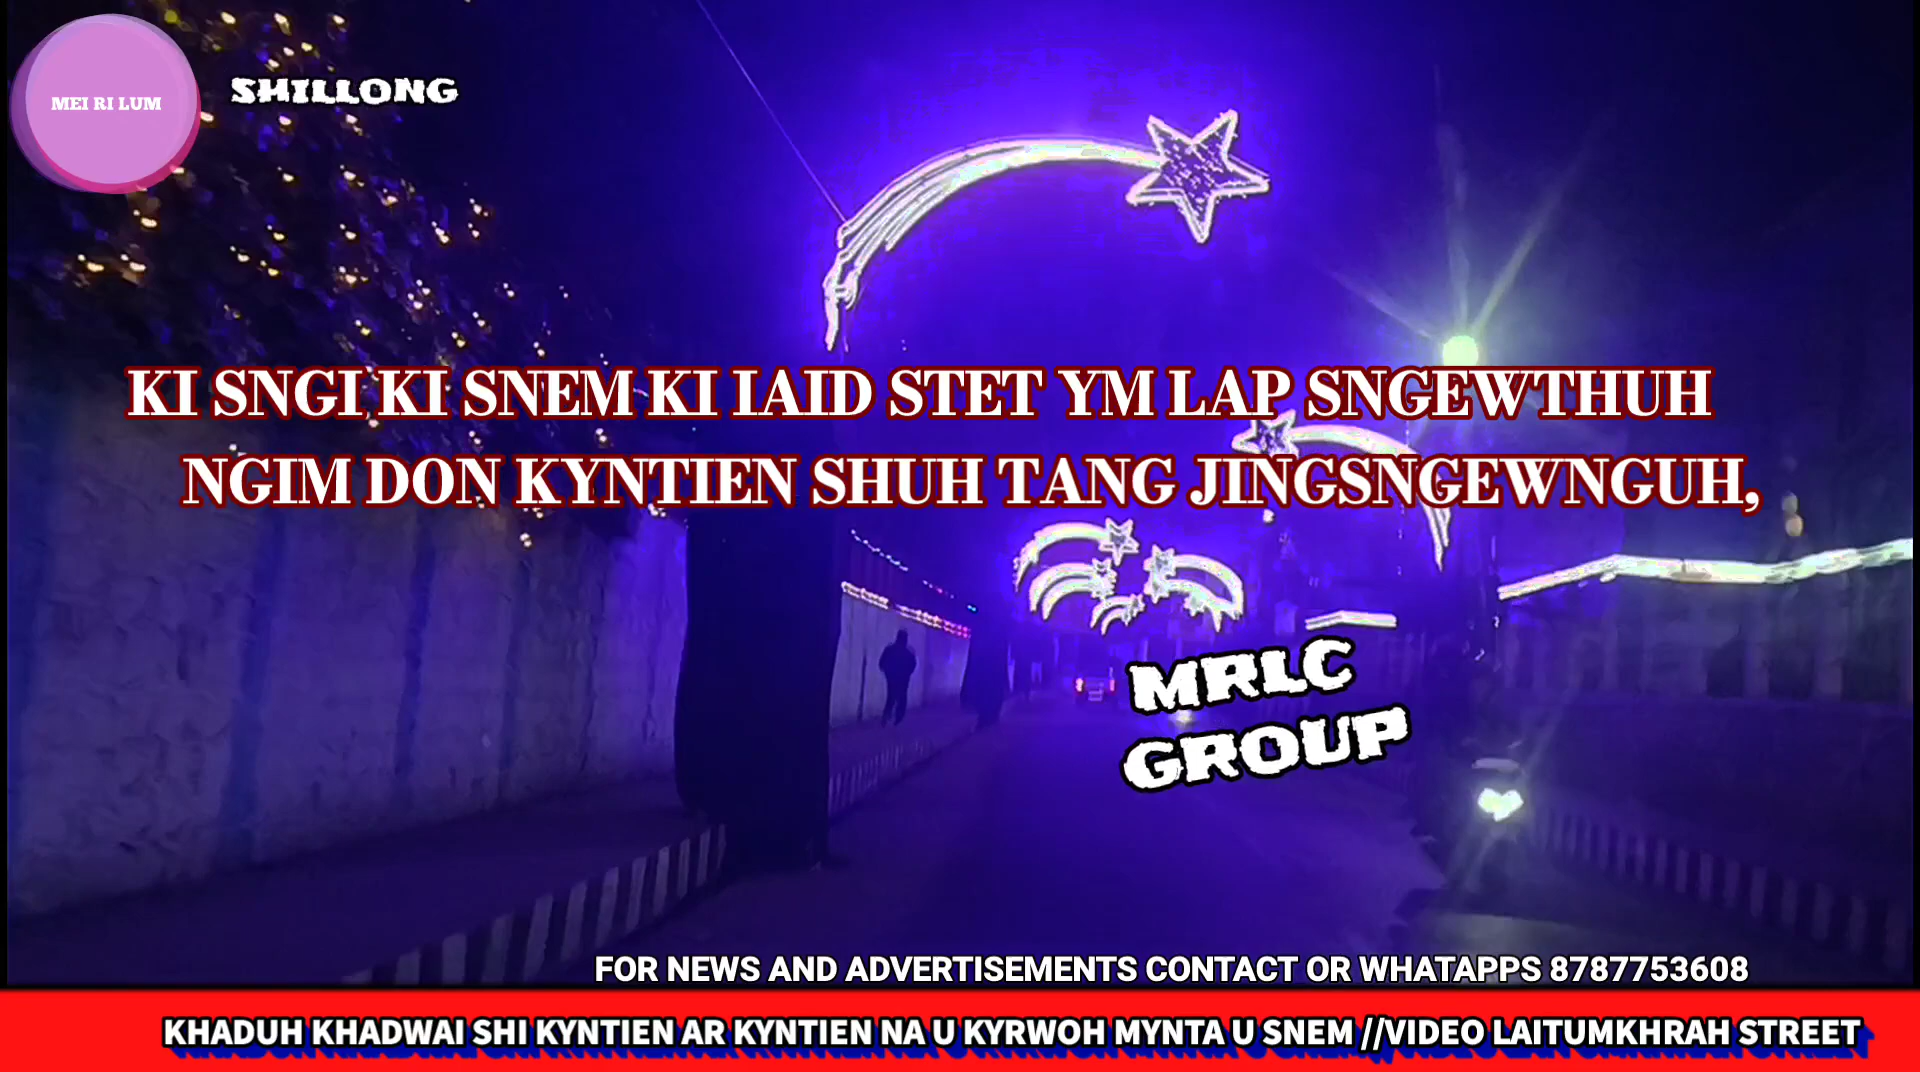 MEI RI LUM
SHILLONG
KI SNGI KI SNEM KI IAID STET YM LAP SNGEWTHUH
NGIM DON KYNTIEN SHUH TANG JINGSNGEWNGUH,
MRLC
GROUP
FOR NEWS AND ADVERTISEMENTS CONTACT OR WHATAPPS 8787753608
KHADUH KHADWAI SHI KYNTIEN AR KYNTIEN NA U KYRWOH MYNTA U SNEM //VIDEO LAITUMKHRAH STREET